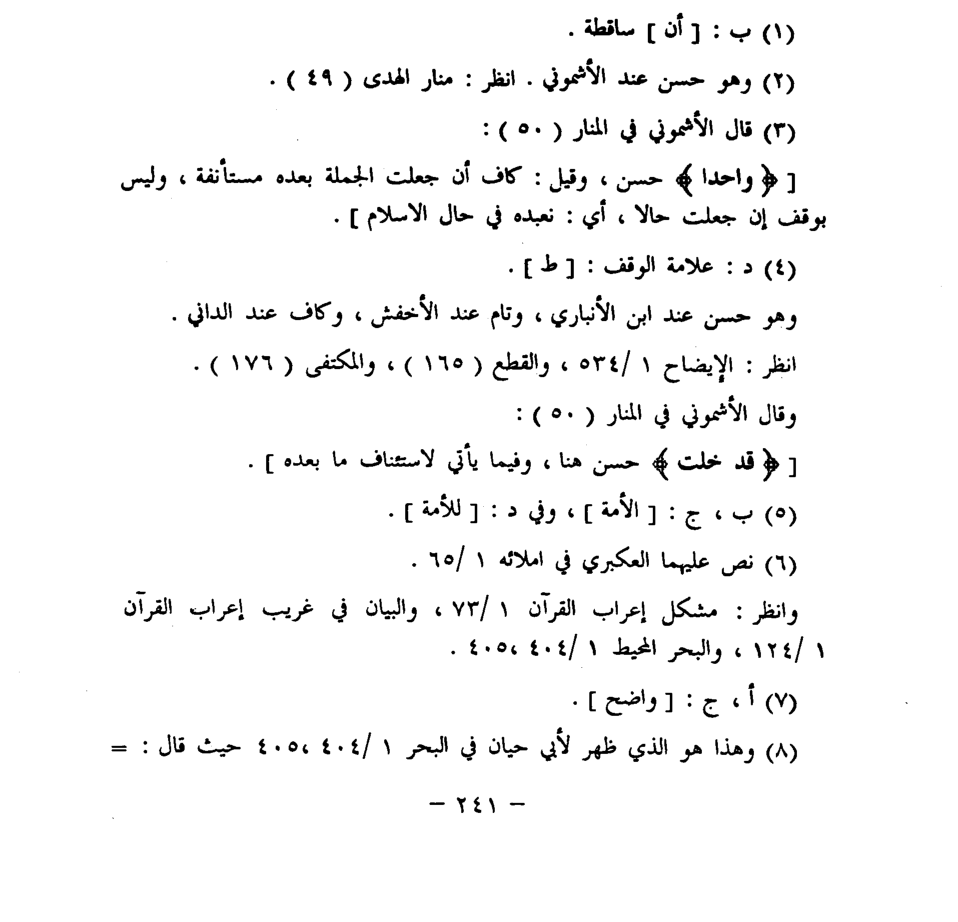 (١) ب : [ أن ] ساقطة .
(٢) وهو حسن عند الأشموني . انظر : منار الهدى ( ٤٩ ) .
(٣) قال الأشموني في المنار ( ٥٠ ) :
[ ﴿ واحدا ﴾ حسن ، وقيل : كاف أن جعلت الجملة بعده مستأنفة ، وليس
بوقف إن جعلت حالا ، أي : نعبده في حال الاسلام ] .
(٤) د : علامة الوقف : [ ط ] .
وهو حسن عند ابن الأنباري ، وتام عند الأخفش ، وكاف عند الداني .
انظر : الإيضاح ١ /٥٣٤ ، والقطع ( ١٦٥ ) ، والمكتفى ( ١٧٦ ) .
وقال الأشموني في المنار ( ٥٠ ) :
[ ﴿ قد خلت ﴾ حسن هنا ، وفيما يأتي لاستئناف ما بعده ] .
(٥) ب ، ج : [ الأمة ] ، وفي د : [ للأمة ] .
(٦) نص عليهما العكبري في املائه ١ /٦٥ .
وانظر : مشكل إعراب القرآن ١ /٧٣ ، والبيان في غريب إعراب القرآن
١ /١٢٤ ، والبحر المحيط ١ /٤٠٤ ،٤٠٥ .
(٧) أ ، ج : [ واضح ] .
(٨) وهذا هو الذي ظهر لأبي حيان في البحر ١ /٤٠٤ ،٤٠٥ حيث قال : =
– ٢٤١ –